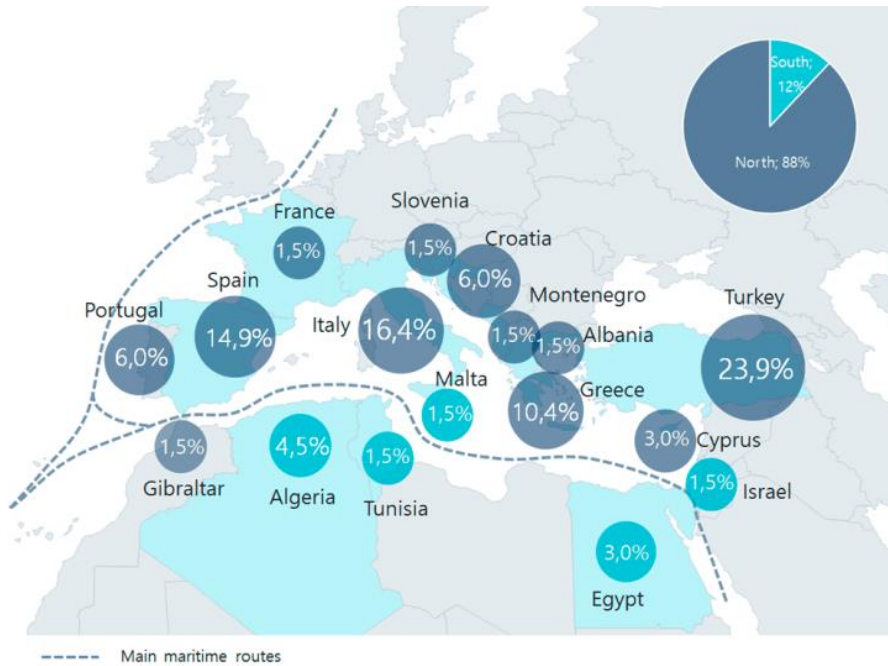 South;
12%
North; 88%
France
1,5%
Slovenia
1,5%
Croatia
6,0%
Portugal
6,0%
Spain
14,9%
Italy
16,4%
Montenegro
1,5%
Albania
1,5%
Turkey
23,9%
Malta
1,5%
Greece
10,4%
Gibraltar
1,5%
Algeria
4,5%
Tunisia
1,5%
Cyprus
3,0%
Israel
1,5%
Egypt
3,0%
Main maritime routes